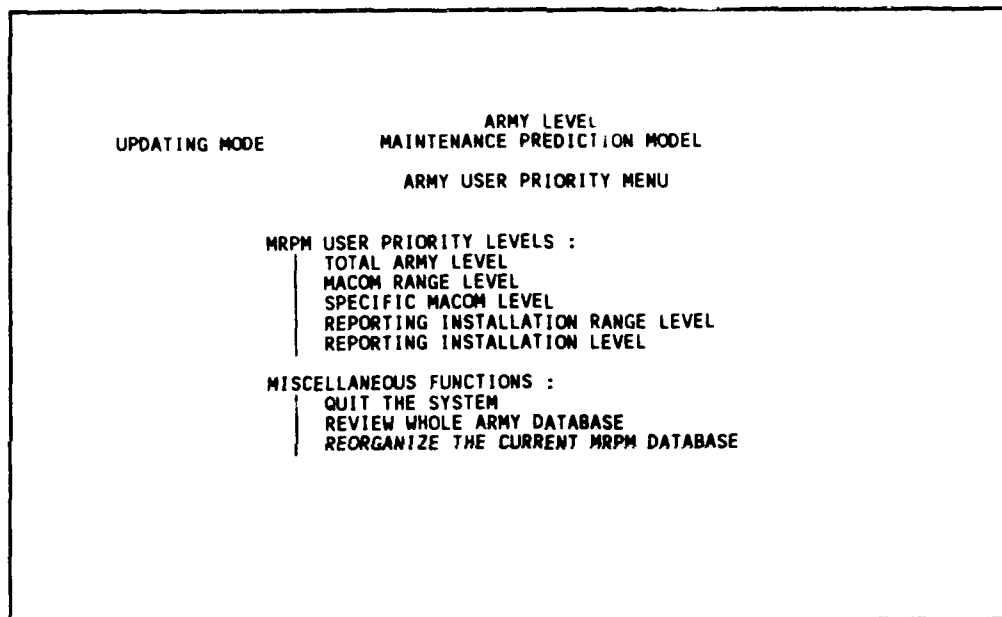 ARMY LEVEL
UPDATING MODE MAINTENANCE PREDICTION MODEL
ARMY USER PRIORITY MENU
MRPM USER PRIORITY LEVELS :
TOTAL ARMY LEVEL
MACOM RANGE LEVEL
SPECIFIC MACOM LEVEL
REPORTING INSTALLATION RANGE LEVEL
REPORTING INSTALLATION LEVEL
MISCELLANEOUS FUNCTIONS :
QUIT THE SYSTEM
REVIEW WHOLE ARMY DATABASE
REORGANIZE THE CURRENT MRPM DATABASE